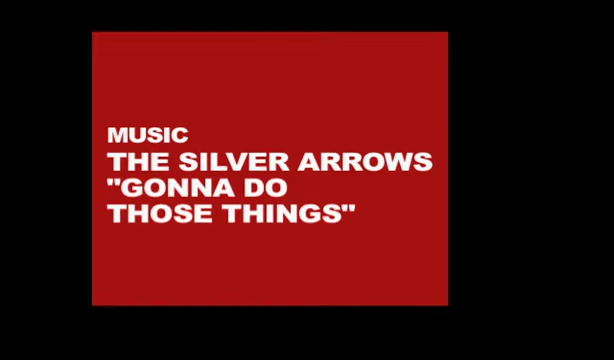 MUSIC
THE SILVER ARROWS
"GONNA DO
THOSE THINGS"